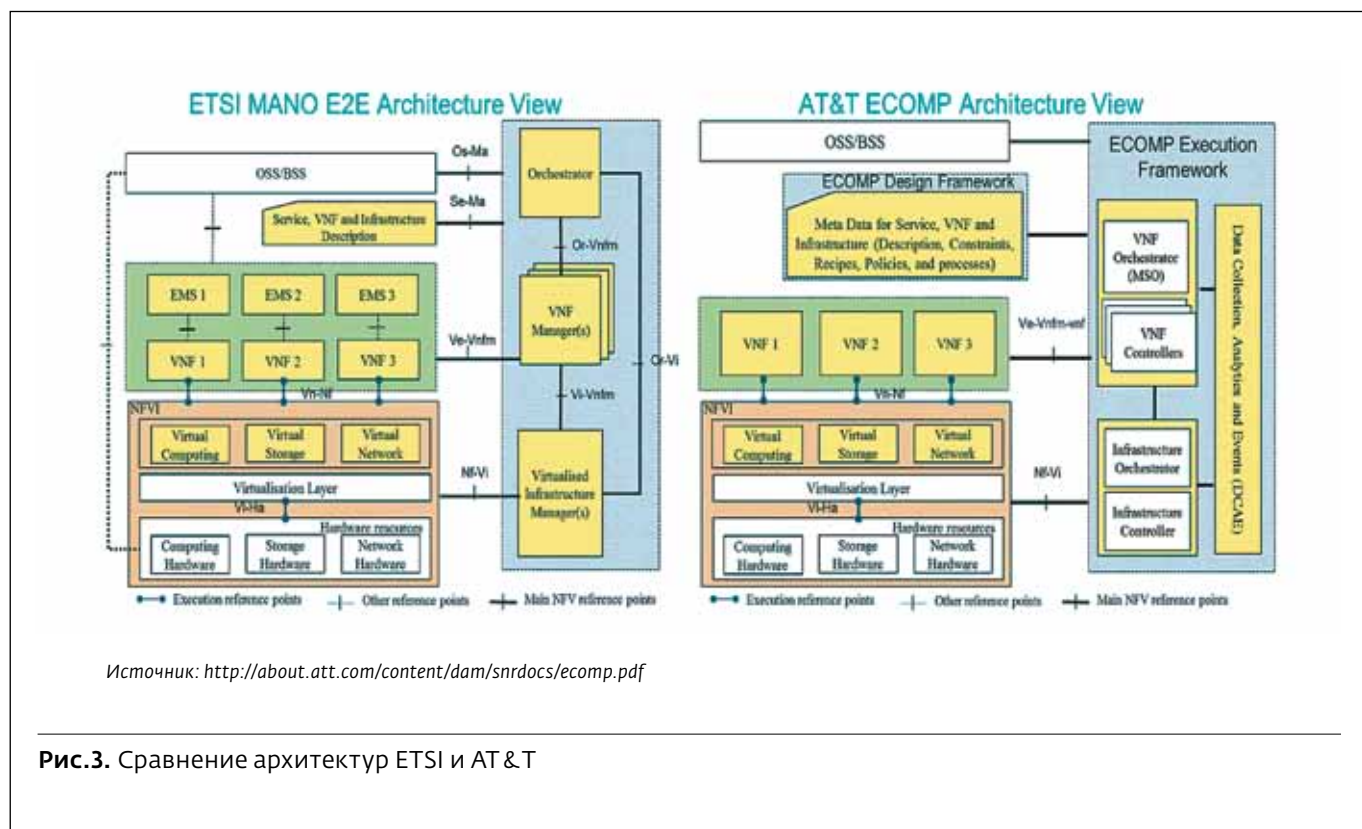 ETSI MANO E2E Architecture View
OSS/BSS
Os-Ma
Orchestrator
Se-Ma
Service, VNF and Infrastructure
Description
Or-Vnfm
EMS 1
EMS 2
EMS 3
VNF
Manager(s)
Ve-Vnfm
Or-Vi
VNF 1
VNF 2
VNF 3
Vn-Nf
Vi-Vnfm
NFVI
Virtual
Computing
Virtual
Storage
Virtual
Network
Nf-Vi
Virtualised
Infrastructure
Manager(s)
Virtualisation Layer
Vl-Ha
Hardware resources
Computing
Hardware
Storage
Hardware
Network
Hardware
Execution reference points
Other reference points
Main NFV reference points
AT&T ECOMP Architecture View
OSS/BSS
ECOMP Execution
Framework
ECOMP Design Framework
Meta Data for Service, VNF and
Infrastructure (Description, Constraints,
Recipes, Policies, and processes)
VNF
Orchestrator
(MSO)
VNF
Controllers
Data Collection, Analytics and Events (DCAE)
Ve-Vnfm-vnf
VNF 1
VNF 2
VNF 3
Vn-Nf
NFVI
Virtual
Computing
Virtual
Storage
Virtual
Network
Nf-Vi
Infrastructure
Orchestrator
Infrastructure
Controller
Virtualisation Layer
Vl-Ha
Hardware resources
Computing
Hardware
Storage
Hardware
Network
Hardware
Execution reference points
Other reference points
Main NFV reference points
Источник: http://about.att.com/content/dam/snrdocs/ecomp.pdf
Рис.3. Сравнение архитектур ETSI и AT&T